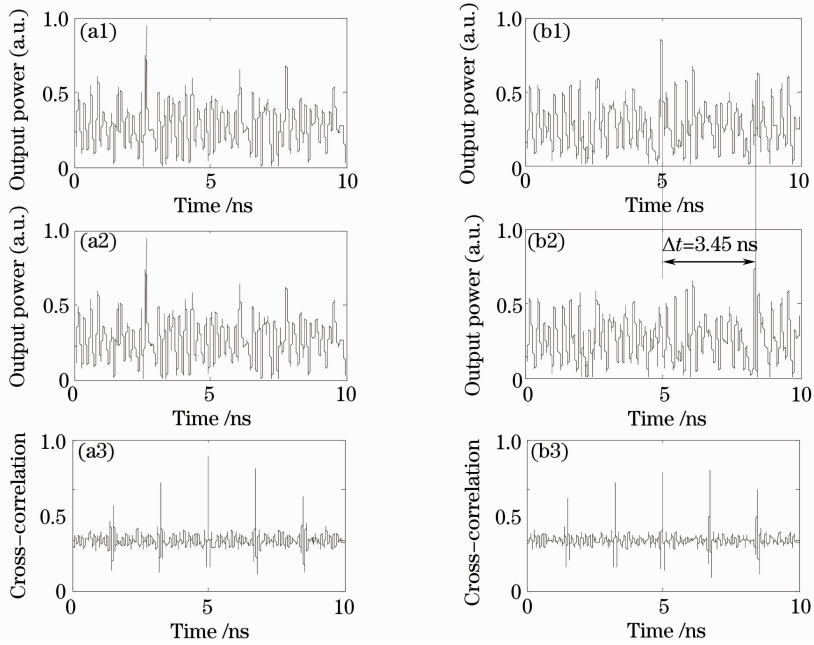 (a1)
Output power (a.u.)
1.0
0.5
0
0
5
10
Time /ns
(b1)
Output power (a.u.)
1.0
0.5
0
0
5
10
Time /ns
(a2)
Output power (a.u.)
1.0
0.5
0
0
5
10
Time /ns
(b2)
Δt=3.45 ns
Output power (a.u.)
1.0
0.5
0
0
5
10
Time /ns
(a3)
Cross-correlation
1.0
0.5
0
0
5
10
Time /ns
(b3)
Cross-correlation
1.0
0.5
0
0
5
10
Time /ns